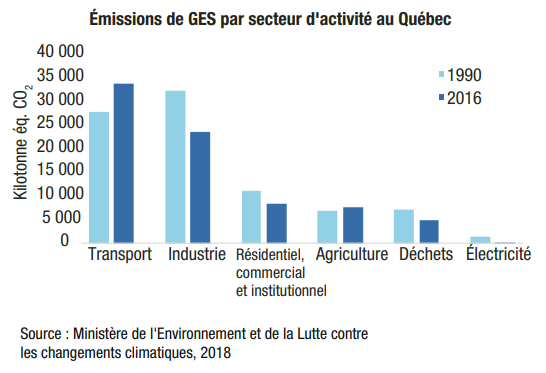 Émissions de GES par secteur d'activité au Québec
Kilotonne éq. CO2
40 000
35 000
30 000
25 000
20 000
15 000
10 000
5 000
0
1990
2016
Transport
Industrie
Résidentiel,
commercial
et institutionnel
Agriculture
Déchets
Électricité
Source : Ministère de l'Environnement et de la Lutte contre
les changements climatiques, 2018